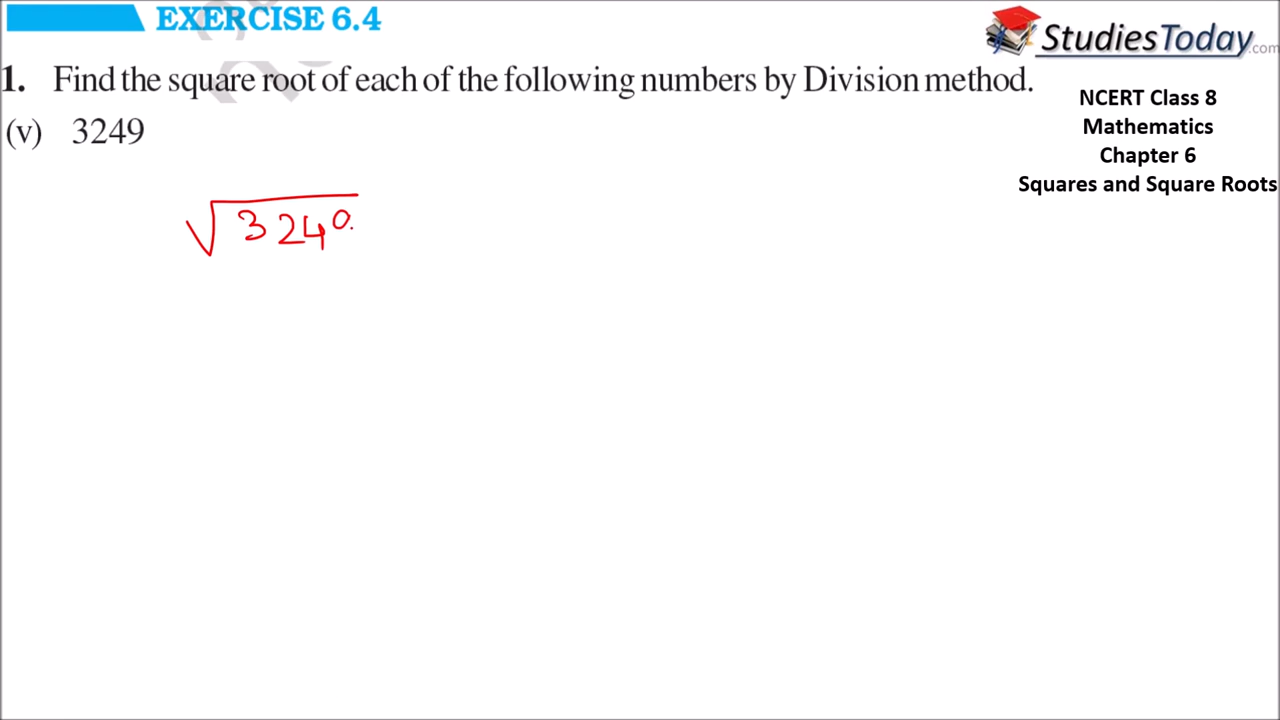 EXERCISE 6.4
StudiesToday.com
1. Find the square root of each of the following numbers by Division method.
NCERT Class 8
(v) 3249
Mathematics
Chapter 6
Squares and Square Roots
√324